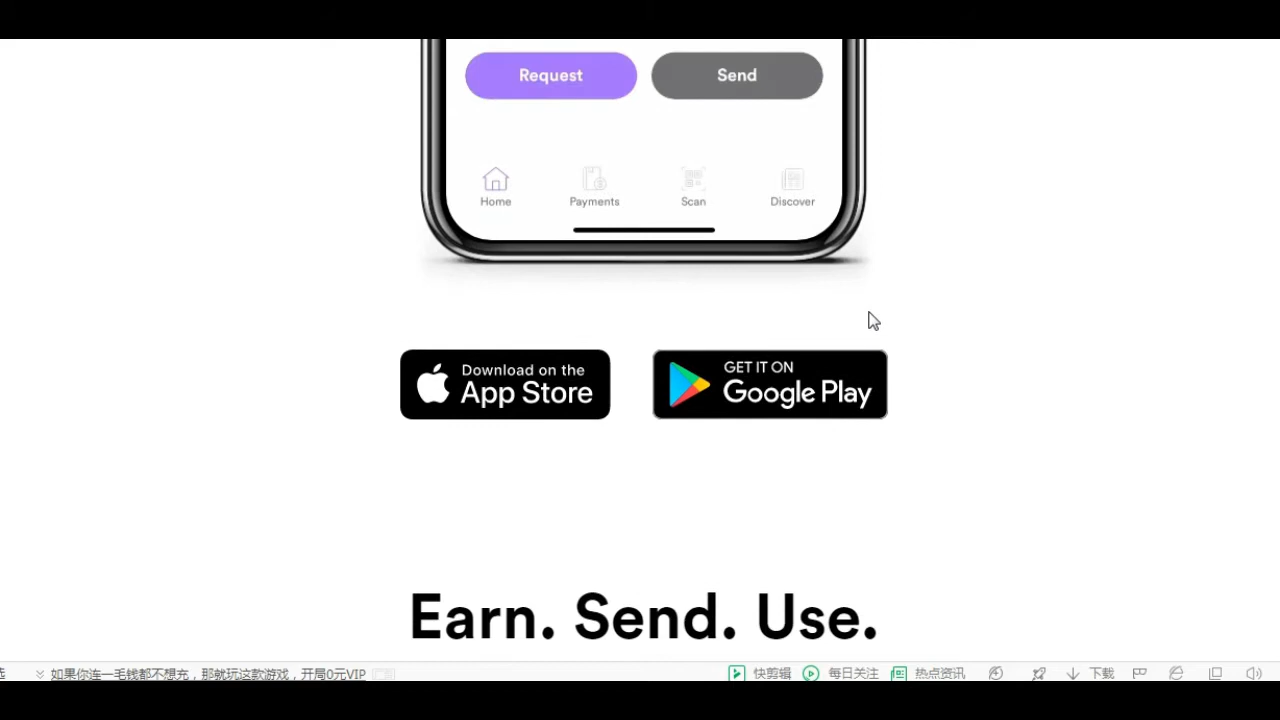 Request
Send
Home
Payments
Scan
Discover
Download on the
App Store
GET IT ON
Google Play
Earn. Send. Use.
如果你连一毛钱都不想充，那就玩这款游戏，开局0元VIP
快剪辑
每日关注
热点资讯
下载